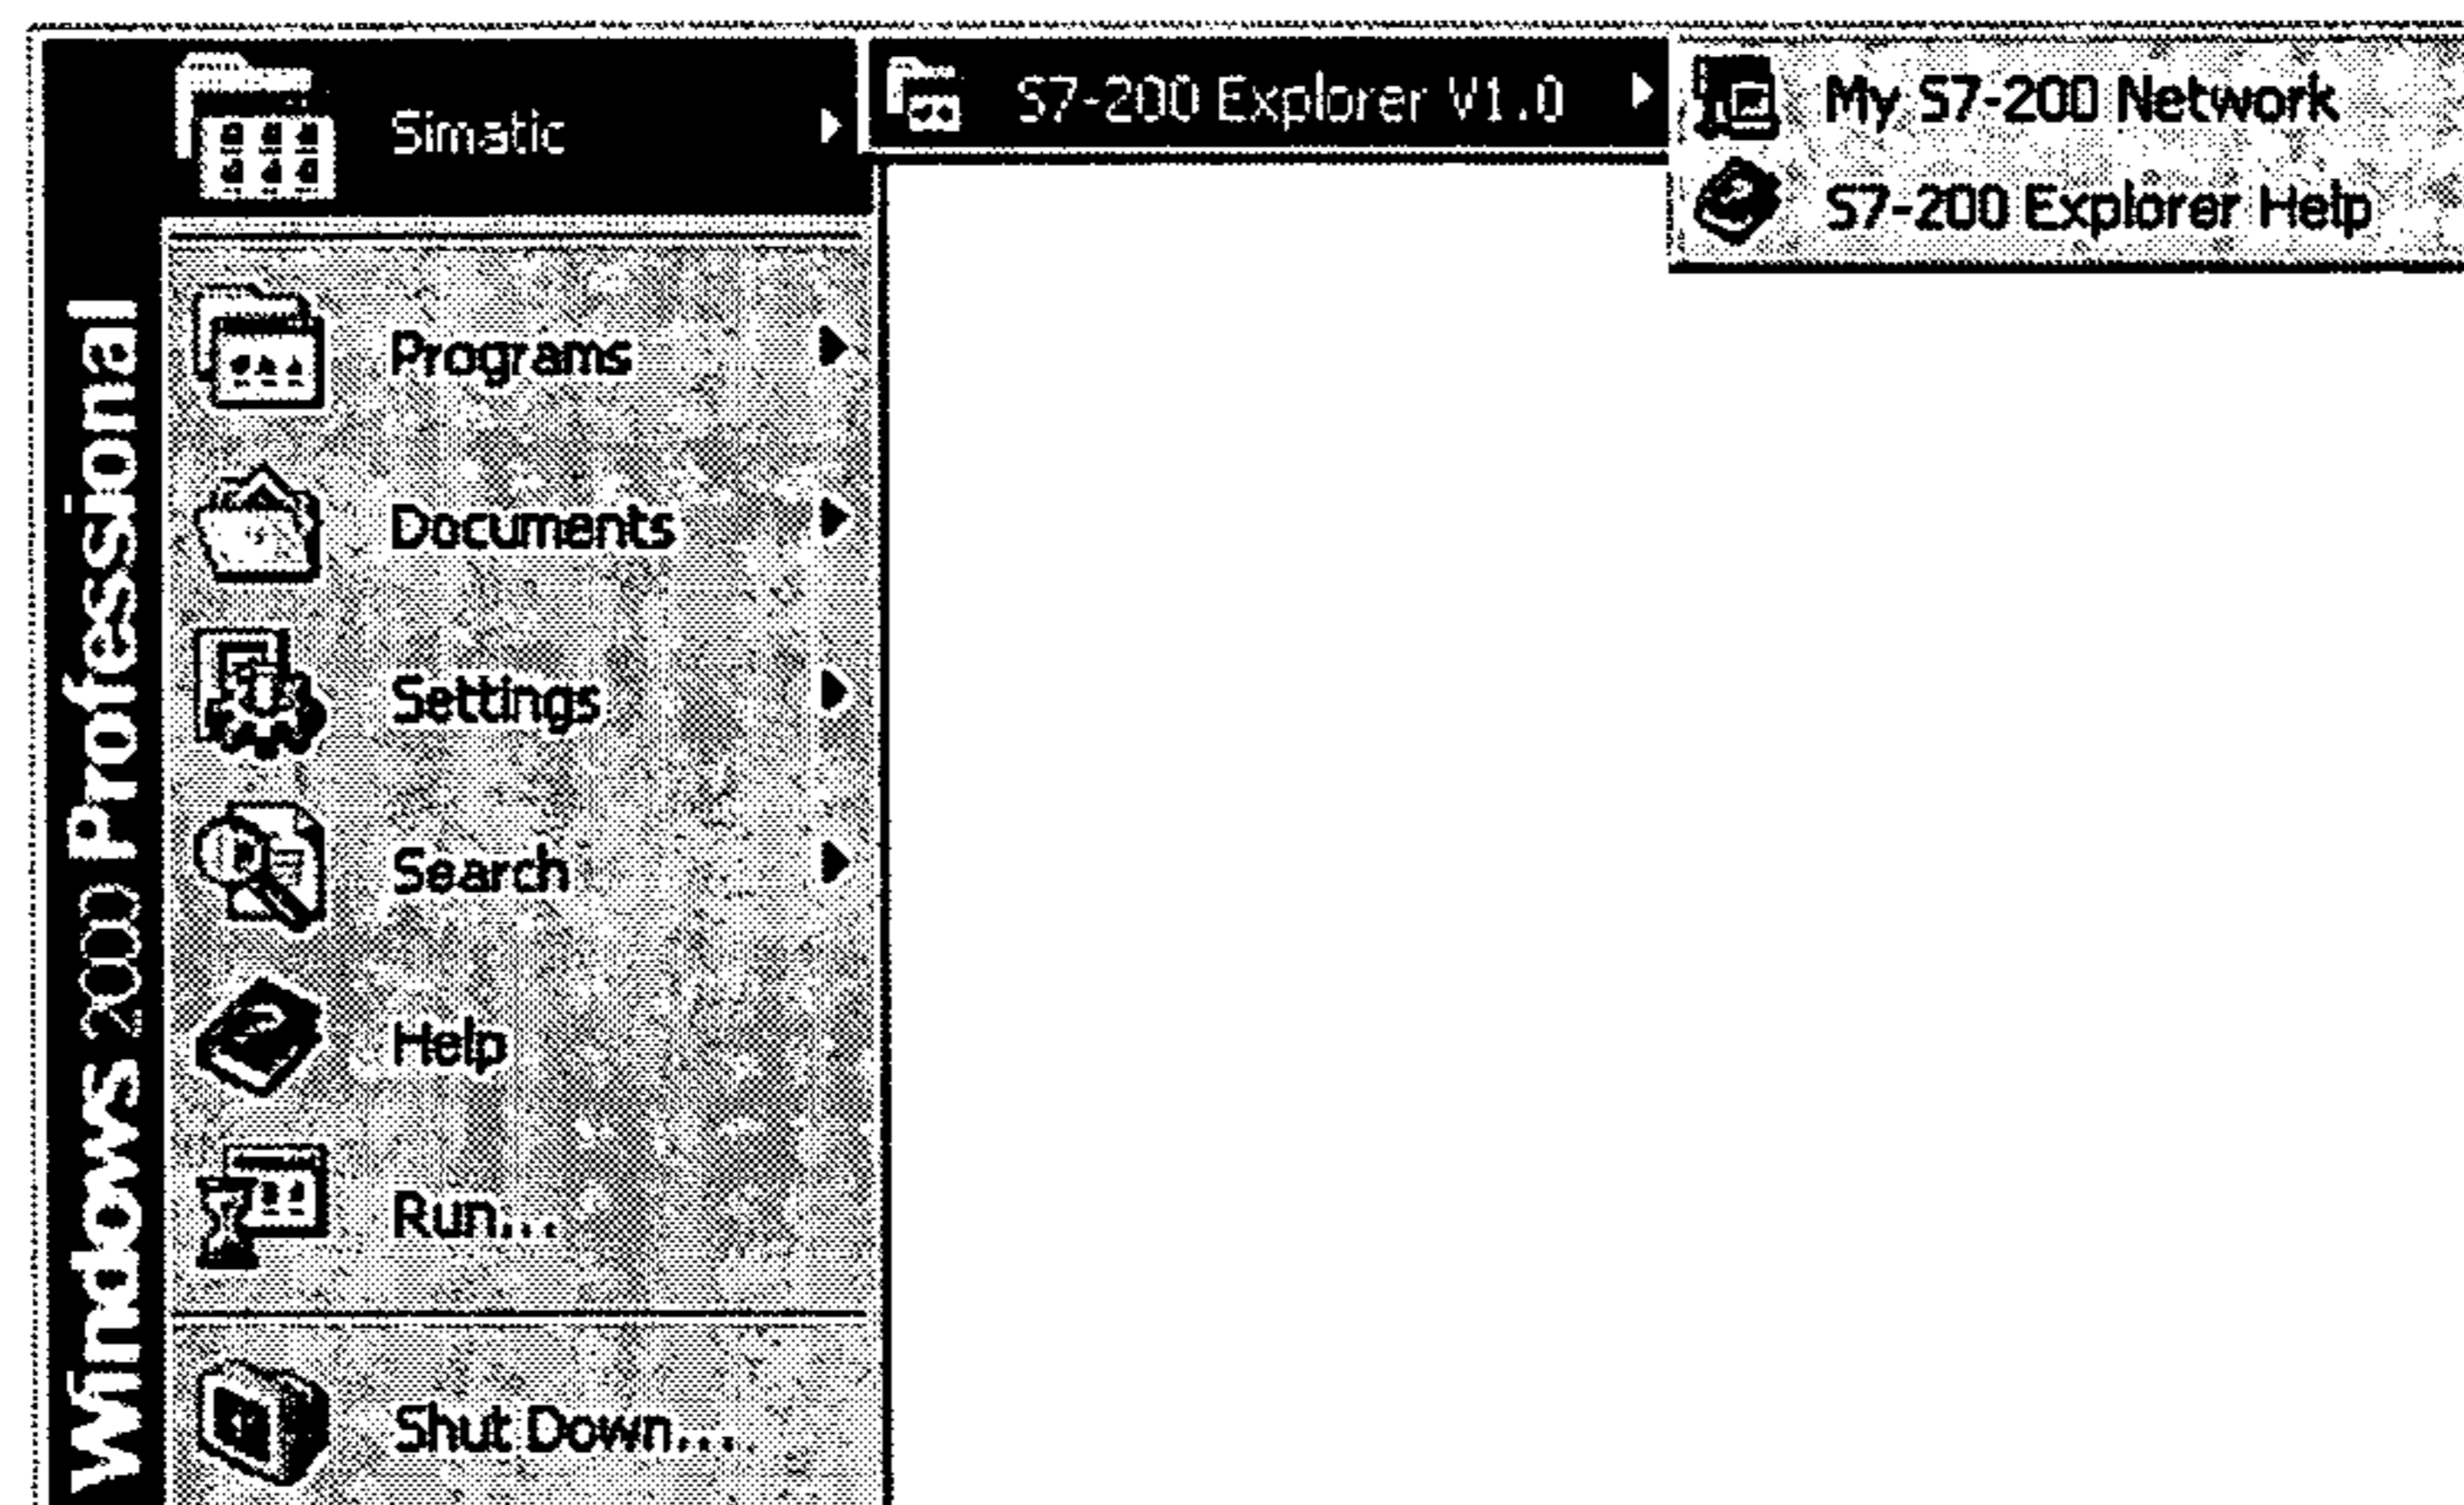 Simatic
S7-200 Explorer V1.0
My S7-200 Network
S7-200 Explorer Help
Programs
Documents
Settings
Search
Help
Run...
Shut Down...
Windows 2000 Professional